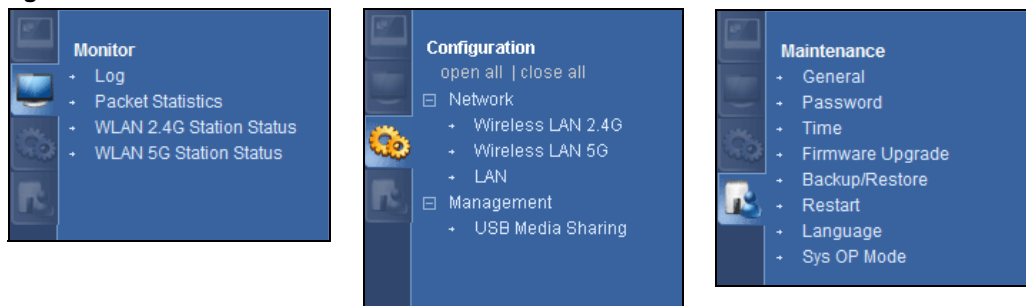 Monitor
Log
Packet Statistics
WLAN 2.4G Station Status
WLAN 5G Station Status
Configuration
open all | close all
Network
Wireless LAN 2.4G
Wireless LAN 5G
LAN
Management
USB Media Sharing
Maintenance
General
Password
Time
Firmware Upgrade
Backup/Restore
Restart
Language
Sys OP Mode